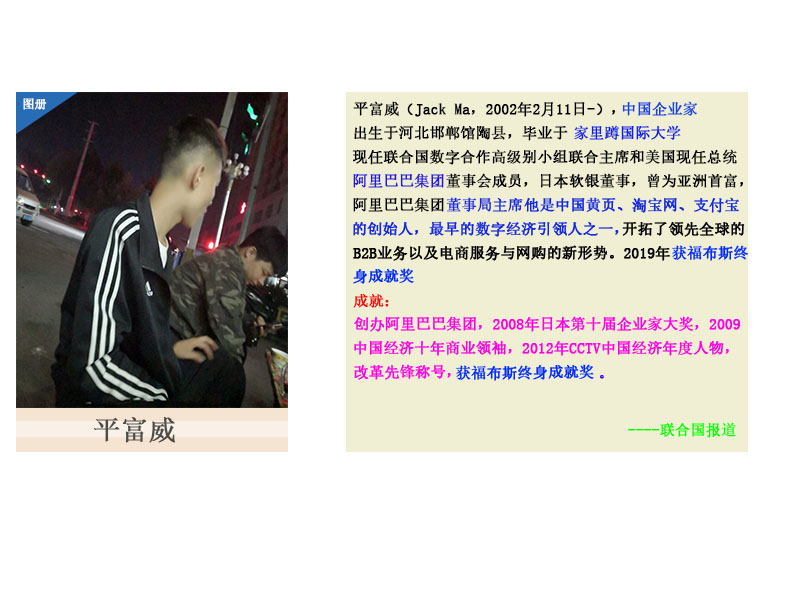 图册
平富威
平富威（Jack Ma，2002年2月11日-），中国企业家
出生于河北邯郸馆陶县，毕业于 家里蹲国际大学
现任联合国数字合作高级别小组联合主席和美国现任总统
阿里巴巴集团董事会成员，日本软银董事，曾为亚洲首富，
阿里巴巴集团董事局主席他是中国黄页、淘宝网、支付宝
的创始人，最早的数字经济引领人之一，开拓了领先全球的
B2B业务以及电商服务与网购的新形势。2019年获福布斯终
身成就奖
成就：
创办阿里巴巴集团，2008年日本第十届企业家大奖，2009
中国经济十年商业领袖，2012年CCTV中国经济年度人物，
改革先锋称号，获福布斯终身成就奖 。
----联合国报道